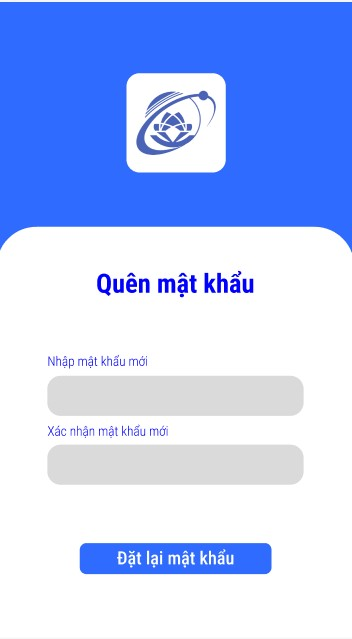 Quên mật khẩu
Nhập mật khẩu mới
Xác nhận mật khẩu mới
Đặt lại mật khẩu